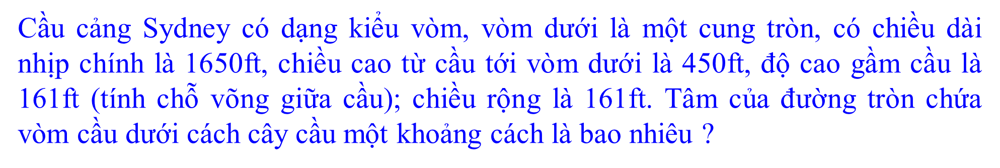 Cầu cảng Sydney có dạng kiểu vòm, vòm dưới là một cung tròn, có chiều dài
nhịp chính là 1650ft, chiều cao từ cầu tới vòm dưới là 450ft, độ cao gầm cầu là
161ft (tính chỗ võng giữa cầu); chiều rộng là 161ft. Tâm của đường tròn chứa
vòm cầu dưới cách cây cầu một khoảng cách là bao nhiêu ?